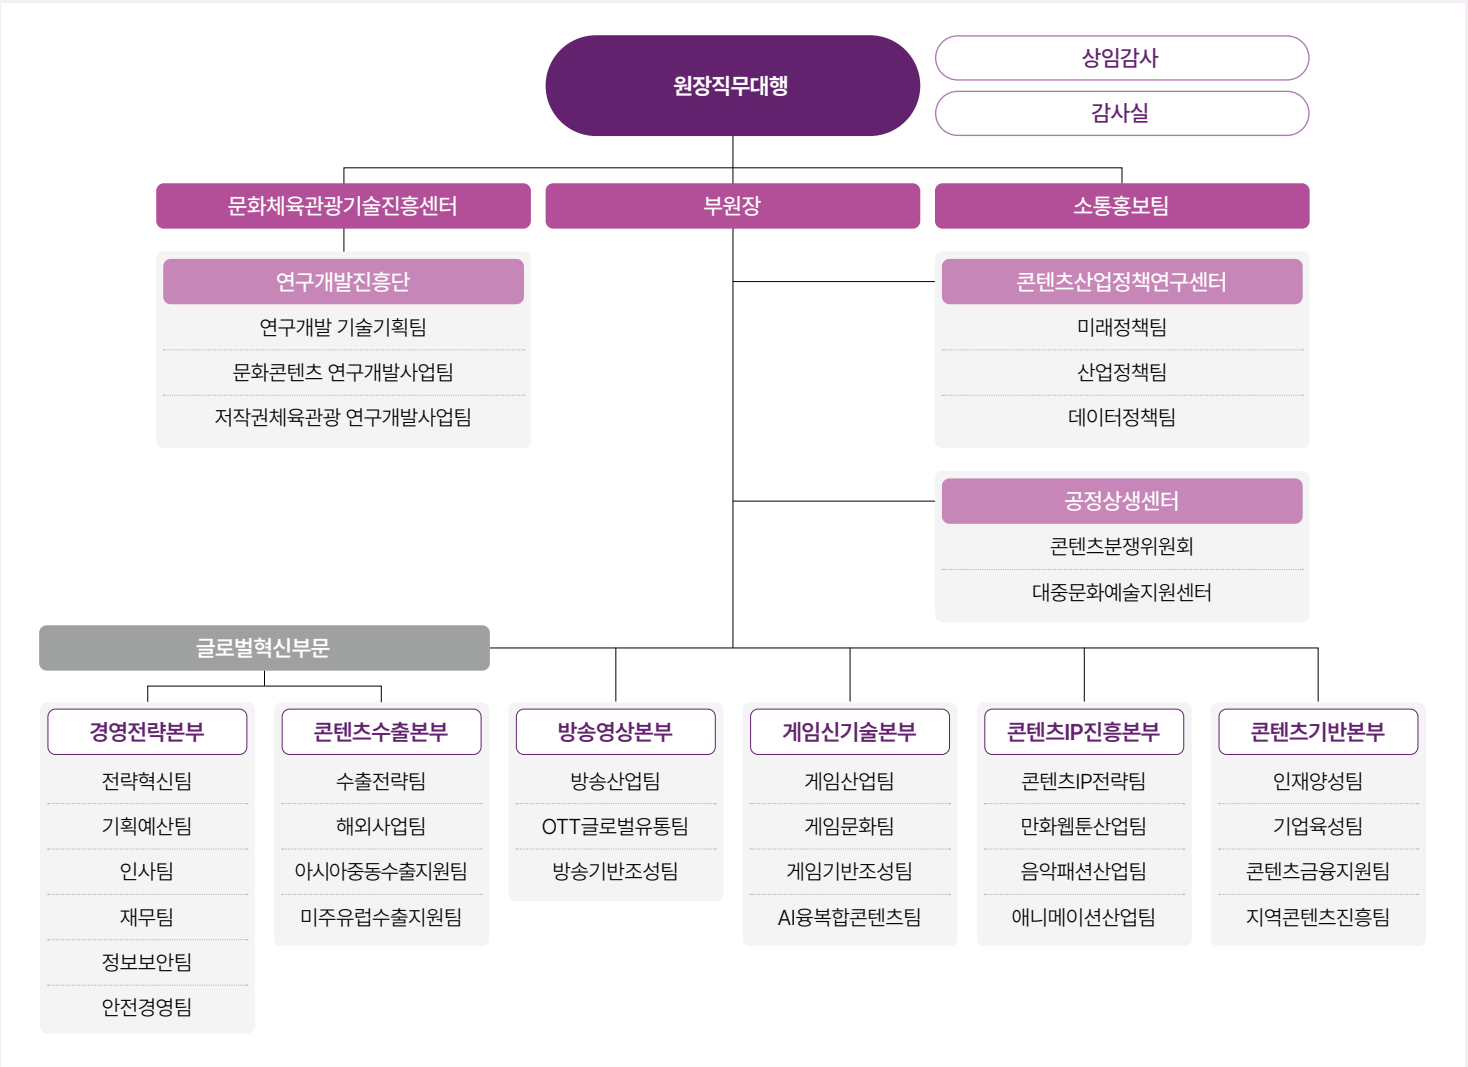 원장직무대행
상임감사
감사실
문화체육관광기술진흥센터
부원장
소통홍보팀
연구개발진흥단
연구개발 기술기획팀
문화콘텐츠 연구개발사업팀
저작권체육관광 연구개발사업팀
콘텐츠산업정책연구센터
미래정책팀
산업정책팀
데이터정책팀
공정상생센터
콘텐츠분쟁위원회
대중문화예술지원센터
글로벌혁신부문
경영전략본부
전략혁신팀
기획예산팀
인사팀
재무팀
정보보안팀
안전경영팀
콘텐츠수출본부
수출전략팀
해외사업팀
아시아중동수출지원팀
미주유럽수출지원팀
방송영상본부
방송산업팀
OTT글로벌유통팀
방송기반조성팀
게임신기술본부
게임산업팀
게임문화팀
게임기반조성팀
AI융복합콘텐츠팀
콘텐츠IP진흥본부
콘텐츠IP전략팀
만화웹툰산업팀
음악패션산업팀
애니메이션산업팀
콘텐츠기반본부
인재양성팀
기업육성팀
콘텐츠금융지원팀
지역콘텐츠진흥팀